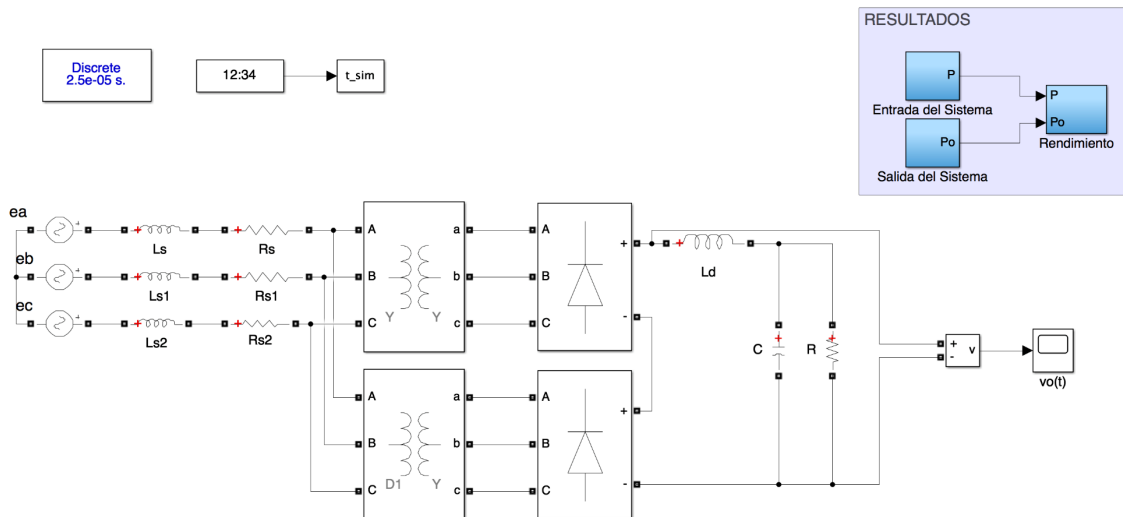 RESULTADOS
Discrete
2.5e-05 s.
12:34
t_sim
P
Entrada del Sistema
P
Po
Rendimiento
Po
Salida del Sistema
ea
Ls
Rs
eb
Ls1
Rs1
ec
Ls2
Rs2
A
B
C
Y
Y
a
b
c
A
B
C
+
-
Ld
C
R
+
-
v
vo(t)
A
B
C
D1
Y
a
b
c
A
B
C
+
-